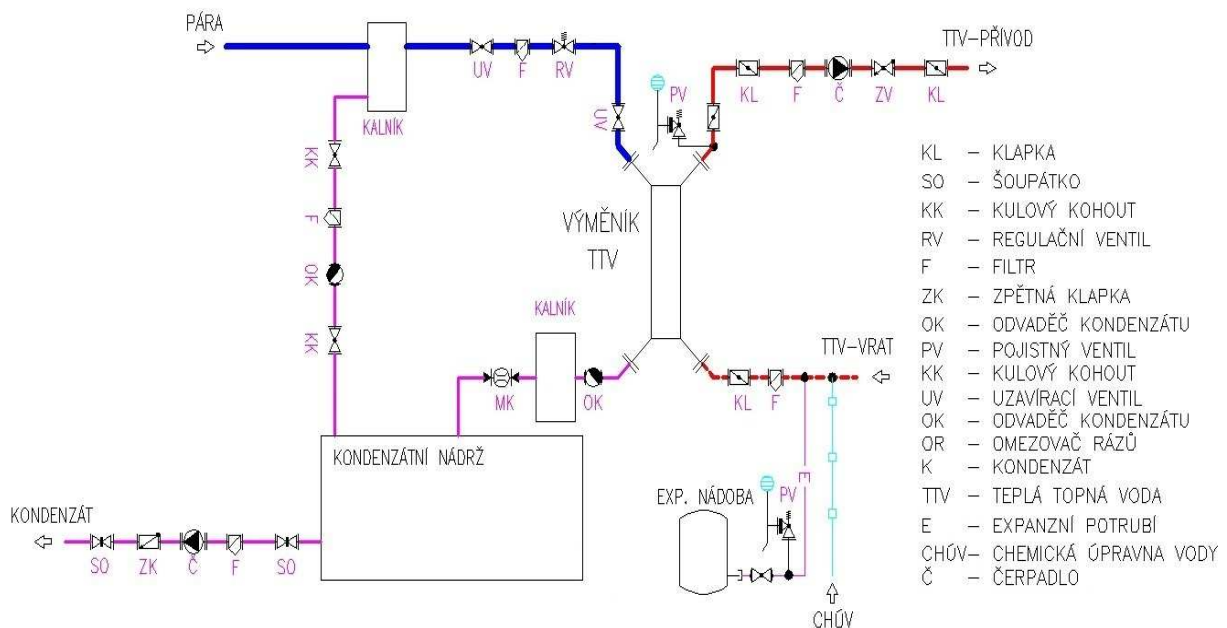 PÁRA
TTV-PŘÍVOD
UV
F
RV
KALNÍK
UV
PV
KL
F
Č
ZV
KL
KK
F
OK
KK
VÝMĚNÍK
TTV
KALNÍK
MK
OK
TTV-VRAT
KL
F
KONDENZÁTNÍ NÁDRŽ
KONDENZÁT
SO
ZK
Č
F
SO
EXP. NÁDOBA
PV
E
CHÚV
KL – KLAPKA
SO – ŠOUPÁTKO
KK – KULOVÝ KOHOUT
RV – REGULAČNÍ VENTIL
F – FILTR
ZK – ZPĚTNÁ KLAPKA
OK – ODVADĚČ KONDENZÁTU
PV – POJISTNÝ VENTIL
KK – KULOVÝ KOHOUT
UV – UZAVÍRACÍ VENTIL
OK – ODVADĚČ KONDENZÁTU
OR – OMEZOVAČ RÁZŮ
K – KONDENZÁT
TTV – TEPLÁ TOPNÁ VODA
E – EXPANZNÍ POTRUBÍ
CHÚV– CHEMICKÁ ÚPRAVNA VODY
Č – ČERPADLO